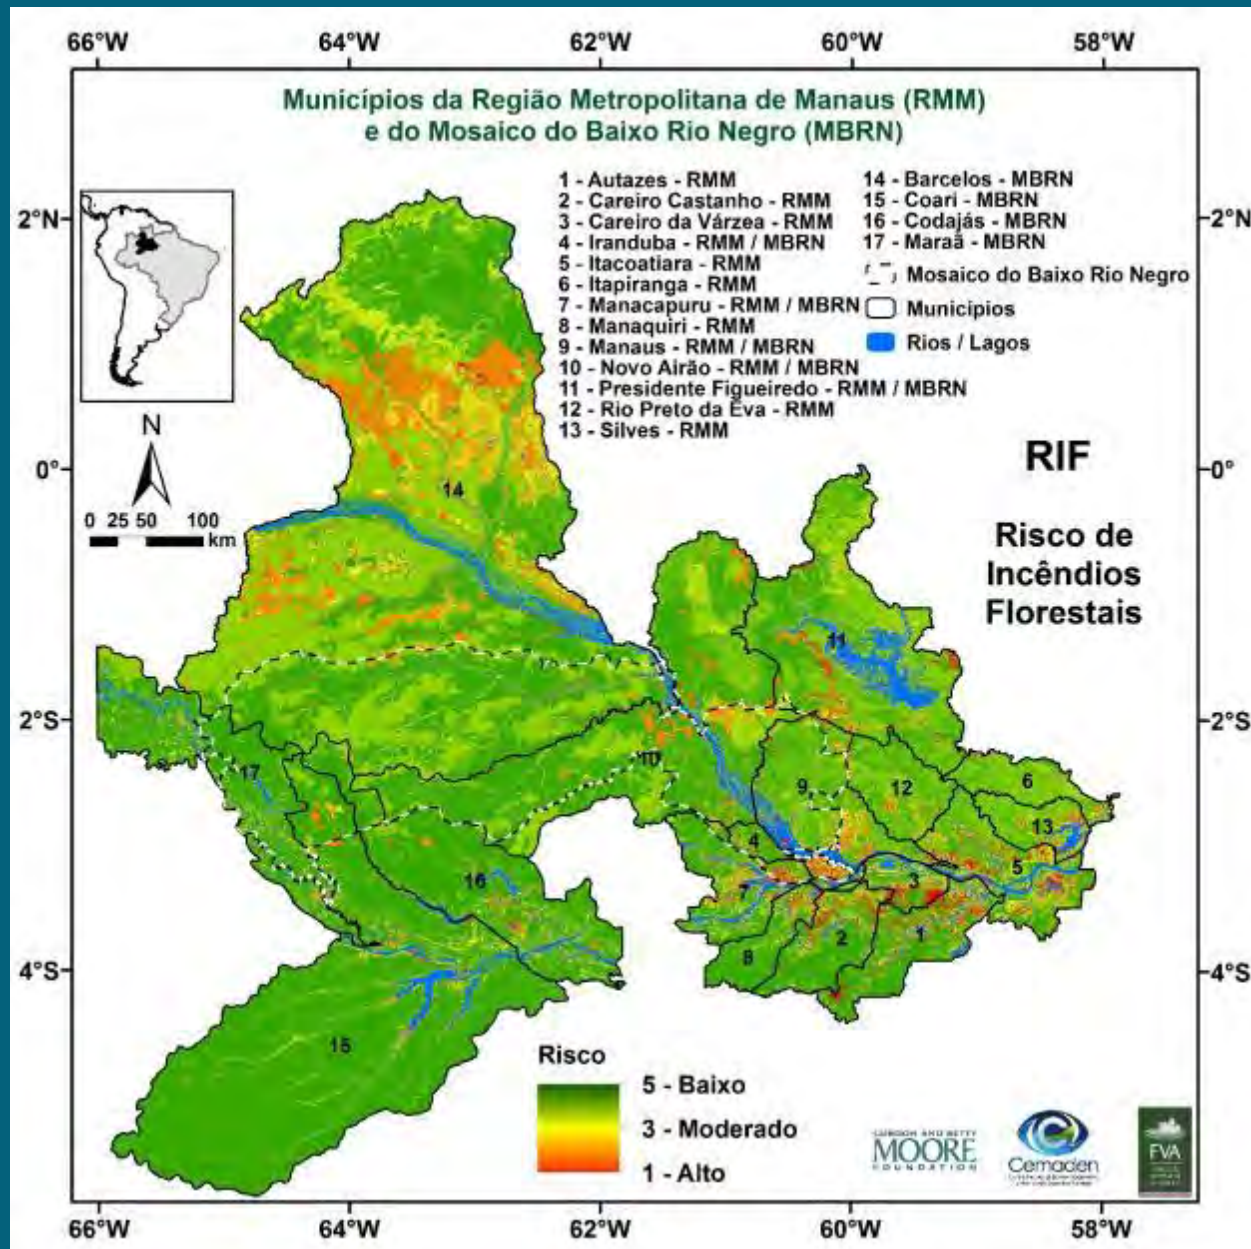 66°W 64°W 62°W 60°W 58°W
Municípios da Região Metropolitana de Manaus (RMM)
e do Mosaico do Baixo Rio Negro (MBRN)
1 - Autazes - RMM
2 - Careiro Castanho - RMM
3 - Careiro da Várzea - RMM
4 - Iranduba - RMM / MBRN
5 - Itacoatiara - RMM
6 - Itapiranga - RMM
7 - Manacapuru - RMM / MBRN
8 - Manaquiri - RMM
9 - Manaus - RMM / MBRN
10 - Novo Airão - RMM / MBRN
11 - Presidente Figueiredo - RMM / MBRN
12 - Rio Preto da Eva - RMM
13 - Silves - RMM
14 - Barcelos - MBRN
15 - Coari - MBRN
16 - Codajás - MBRN
17 - Maraã - MBRN
Mosaico do Baixo Rio Negro
Municípios
Rios / Lagos
2°N 2°N
N
0 25 50 100
km
RIF
Risco de
Incêndios
Florestais
0° 0°
14
11
2°S 2°S
10
17
9
12
6
13
4
5
16
3
7
2
1
8
4°S 4°S
15
Risco
5 - Baixo
3 - Moderado
1 - Alto
GORDON AND BETTY
MOORE
FOUNDATION
Cemaden
FVA
66°W 64°W 62°W 60°W 58°W